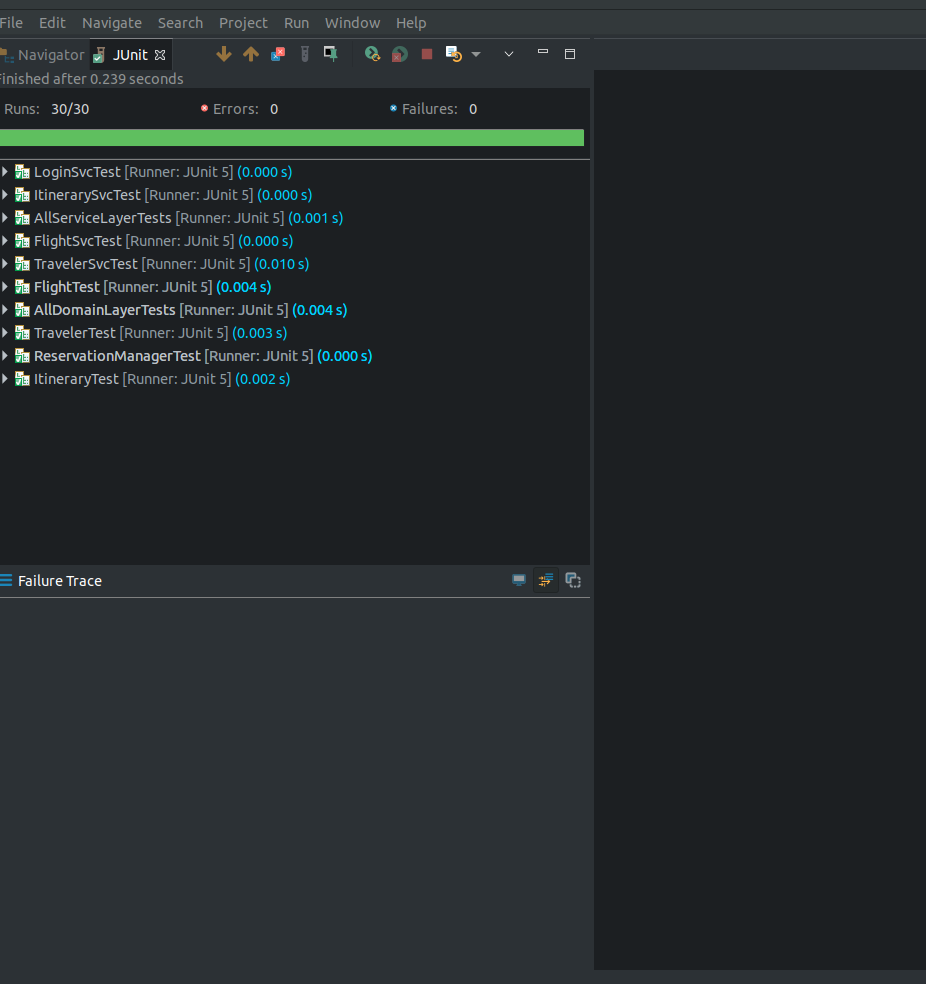 File Edit Navigate Search Project Run Window Help
Navigator JUnit
Finished after 0.239 seconds
Runs: 30/30 Errors: 0 Failures: 0
LoginSvcTest [Runner: JUnit 5] (0.000 s)
ItinerarySvcTest [Runner: JUnit 5] (0.000 s)
AllServiceLayerTests [Runner: JUnit 5] (0.001 s)
FlightSvcTest [Runner: JUnit 5] (0.000 s)
TravelerSvcTest [Runner: JUnit 5] (0.010 s)
FlightTest [Runner: JUnit 5] (0.004 s)
AllDomainLayerTests [Runner: JUnit 5] (0.004 s)
TravelerTest [Runner: JUnit 5] (0.003 s)
ReservationManagerTest [Runner: JUnit 5] (0.000 s)
ItineraryTest [Runner: JUnit 5] (0.002 s)
Failure Trace